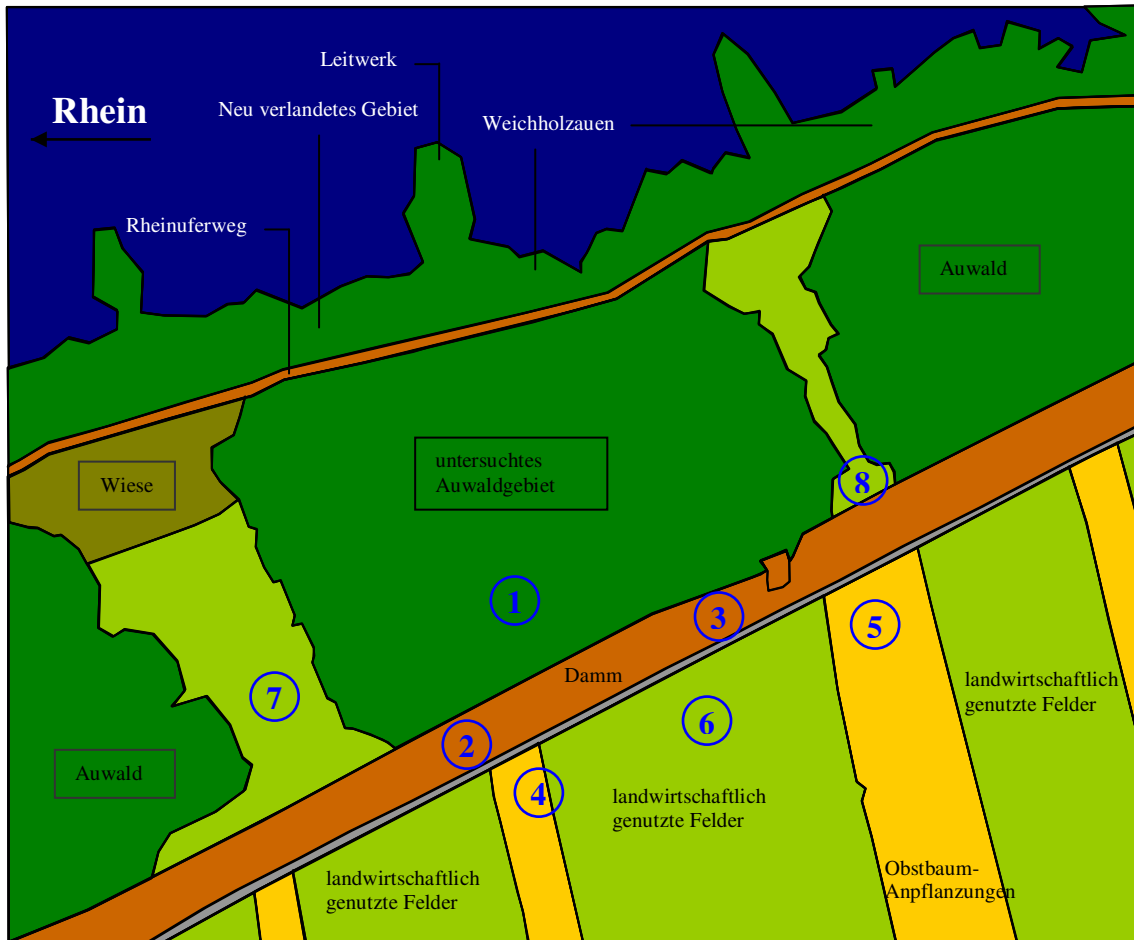 Leitwerk
Rhein
Neu verlandetes Gebiet
Weichholzauen
Rheinuferweg
Auwald
untersuchtes
Auwaldgebiet
Wiese
8
1
3
5
Damm
7
6
landwirtschaftlich
genutzte Felder
2
Auwald
4
landwirtschaftlich
genutzte Felder
landwirtschaftlich
genutzte Felder
Obstbaum-
Anpflanzungen